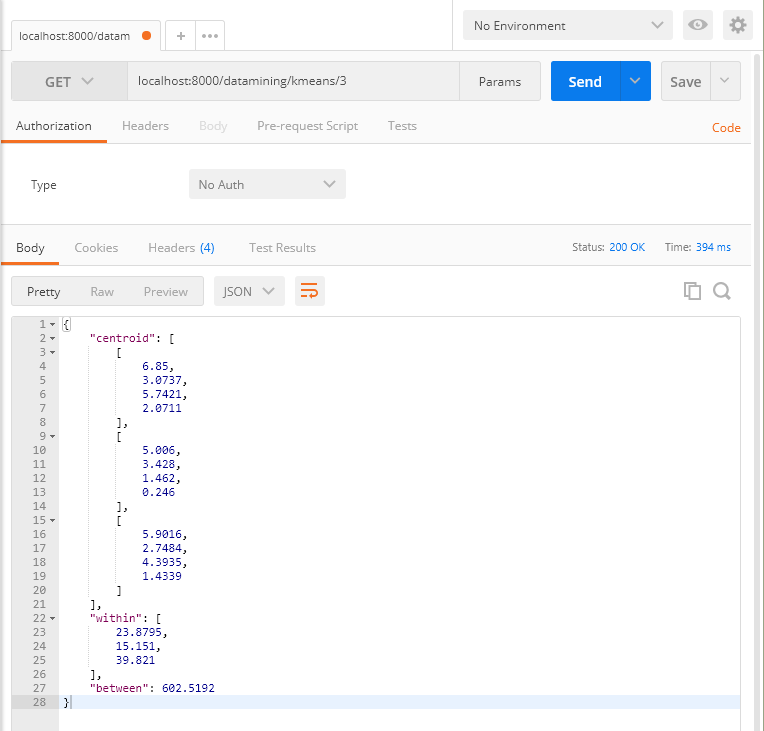 localhost:8000/datam
+
No Environment
GET
localhost:8000/datamining/kmeans/3
Params
Send
Save
Authorization
Headers
Body
Pre-request Script
Tests
Code
Type
No Auth
Body
Cookies
Headers (4)
Test Results
Status: 200 OK
Time: 394 ms
Pretty
Raw
Preview
JSON
1 {
2 "centroid": [
3 [
4 6.85,
5 3.0737,
6 5.7421,
7 2.0711
8 ],
9 [
10 5.006,
11 3.428,
12 1.462,
13 0.246
14 ],
15 [
16 5.9016,
17 2.7484,
18 4.3935,
19 1.4339
20 ]
21 ],
22 "within": [
23 23.8795,
24 15.151,
25 39.821
26 ],
27 "between": 602.5192
28 }